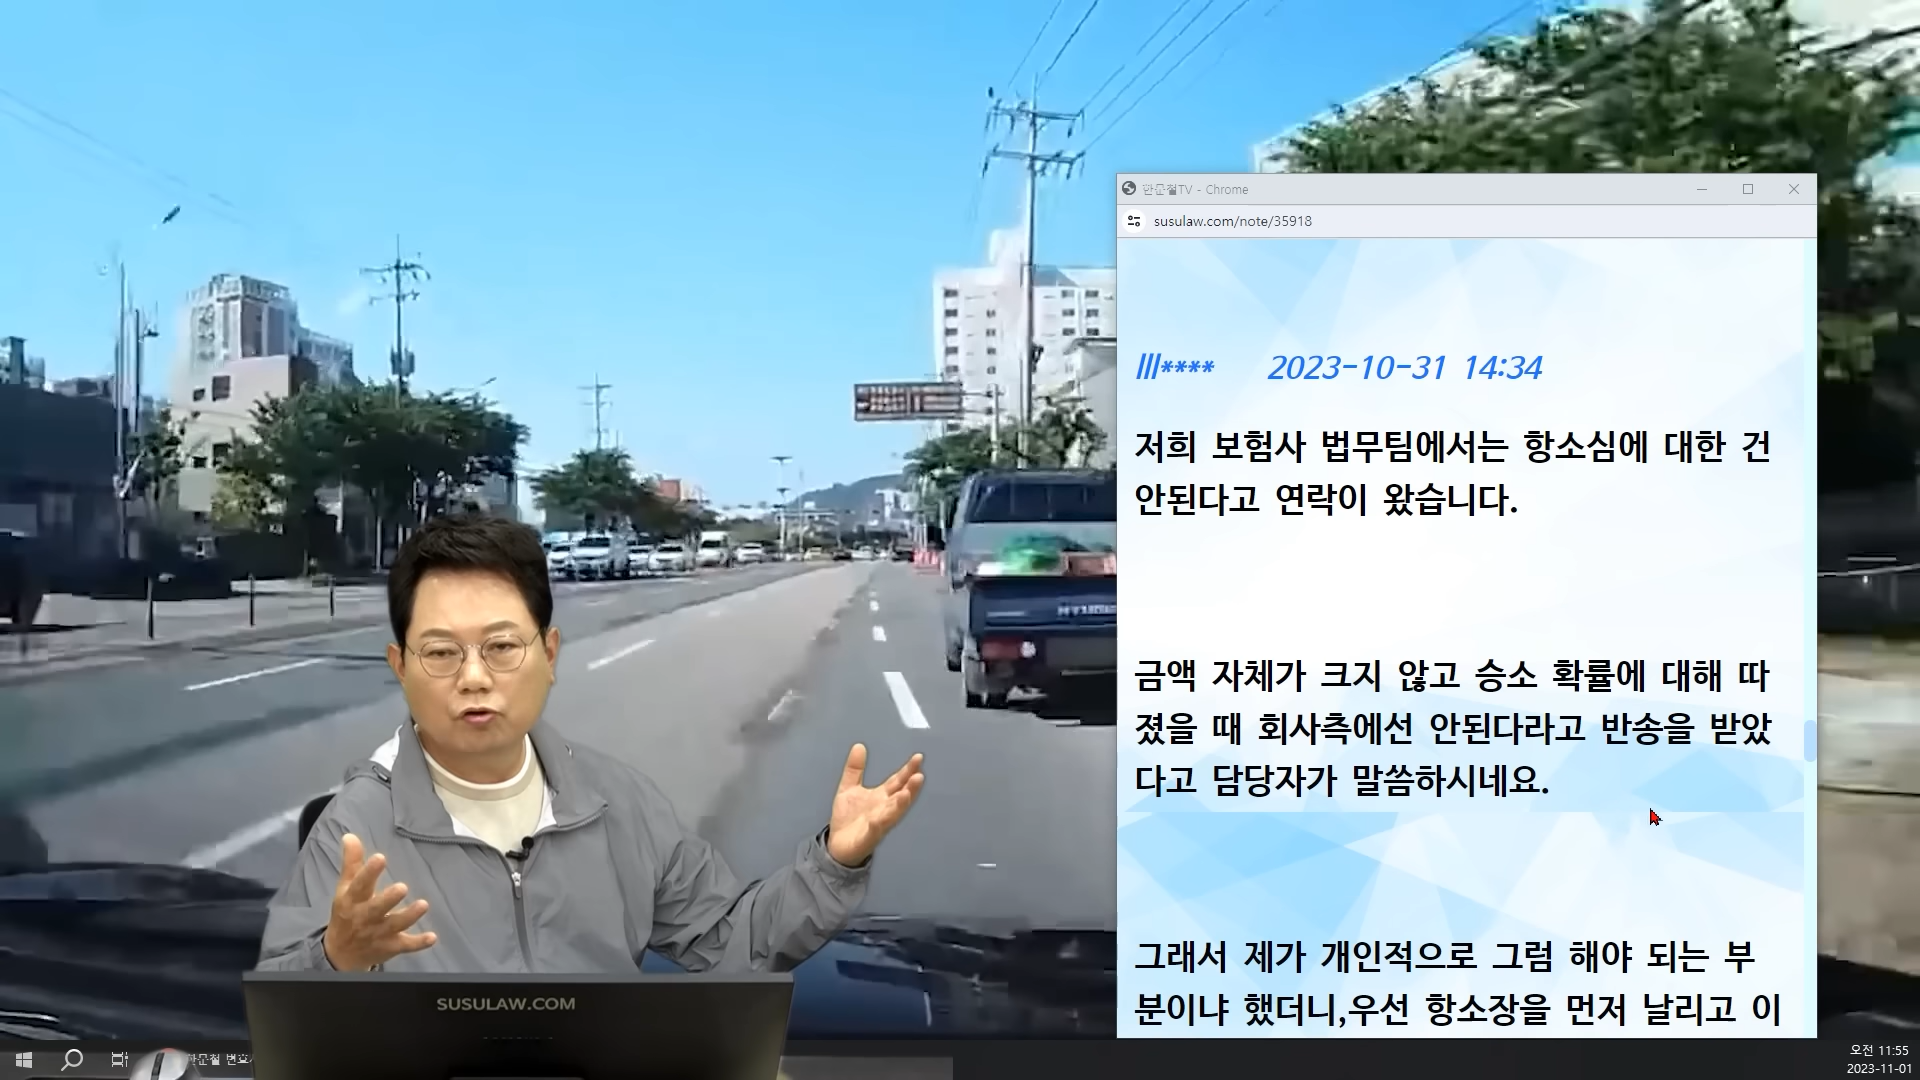 한문철TV - Chrome
susulaw.com/note/35918
lll**** 2023-10-31 14:34
저희 보험사 법무팀에서는 항소심에 대한 건
안된다고 연락이 왔습니다.
금액 자체가 크지 않고 승소 확률에 대해 따
졌을 때 회사측에선 안된다라고 반송을 받았
다고 담당자가 말씀하시네요.
그래서 제가 개인적으로 그럼 해야 되는 부
분이냐 했더니,우선 항소장을 먼저 날리고 이
SUSULAW.COM
한문철 변호사
오전 11:55
2023-11-01